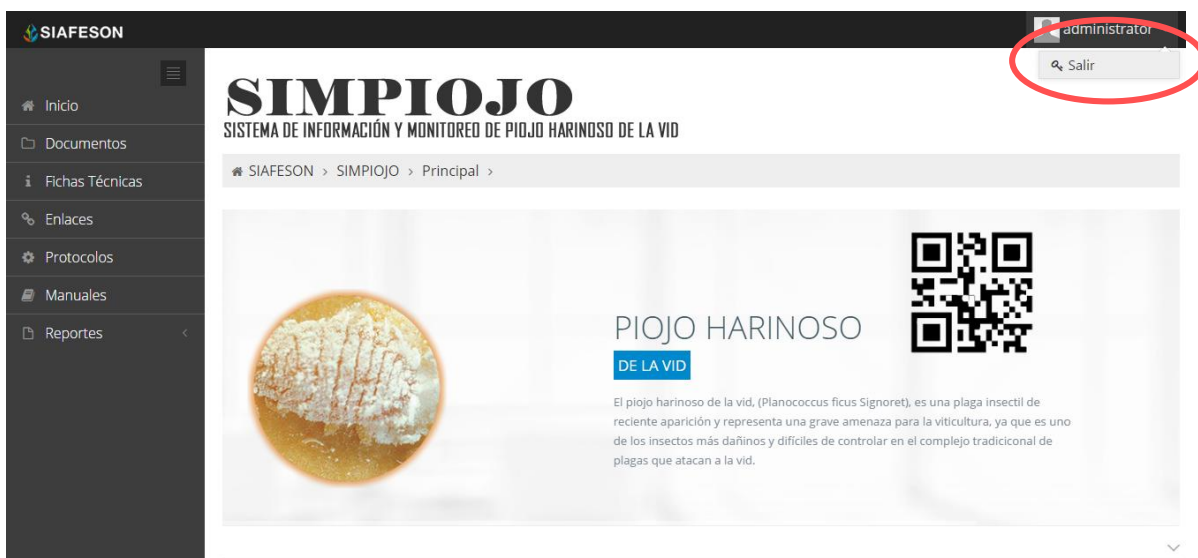 SIAFESON
administrator
Salir
Inicio
Documentos
Fichas Técnicas
Enlaces
Protocolos
Manuales
Reportes
SIMPIOJO
SISTEMA DE INFORMACIÓN Y MONITOREO DE PIOJO HARINOSO DE LA VID
SIAFESON > SIMPIOJO > Principal >
PIOJO HARINOSO
DE LA VID
El piojo harinoso de la vid, (Planococcus ficus Signoret), es una plaga insectil de
reciente aparición y representa una grave amenaza para la viticultura, ya que es uno
de los insectos más dañinos y difíciles de controlar en el complejo tradiciconal de
plagas que atacan a la vid.